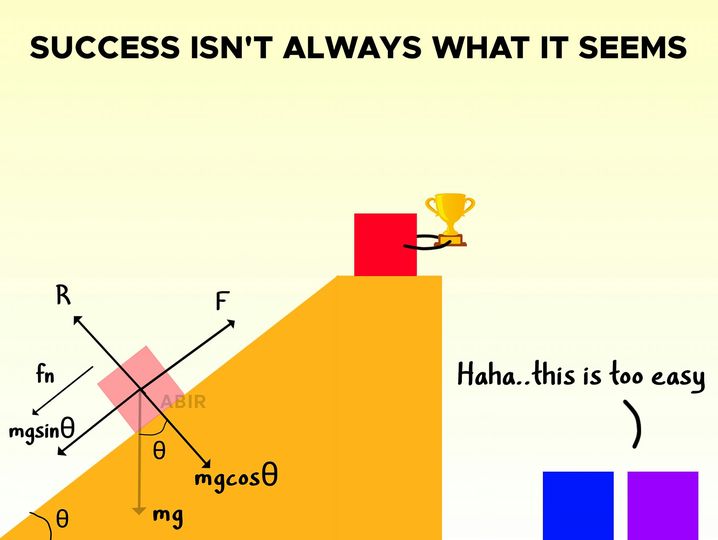 SUCCESS ISN'T ALWAYS WHAT IT SEEMS
R
F
fn
Haha..this is too easy
ABIR
mgsinθ
θ
mgcosθ
mg
θ